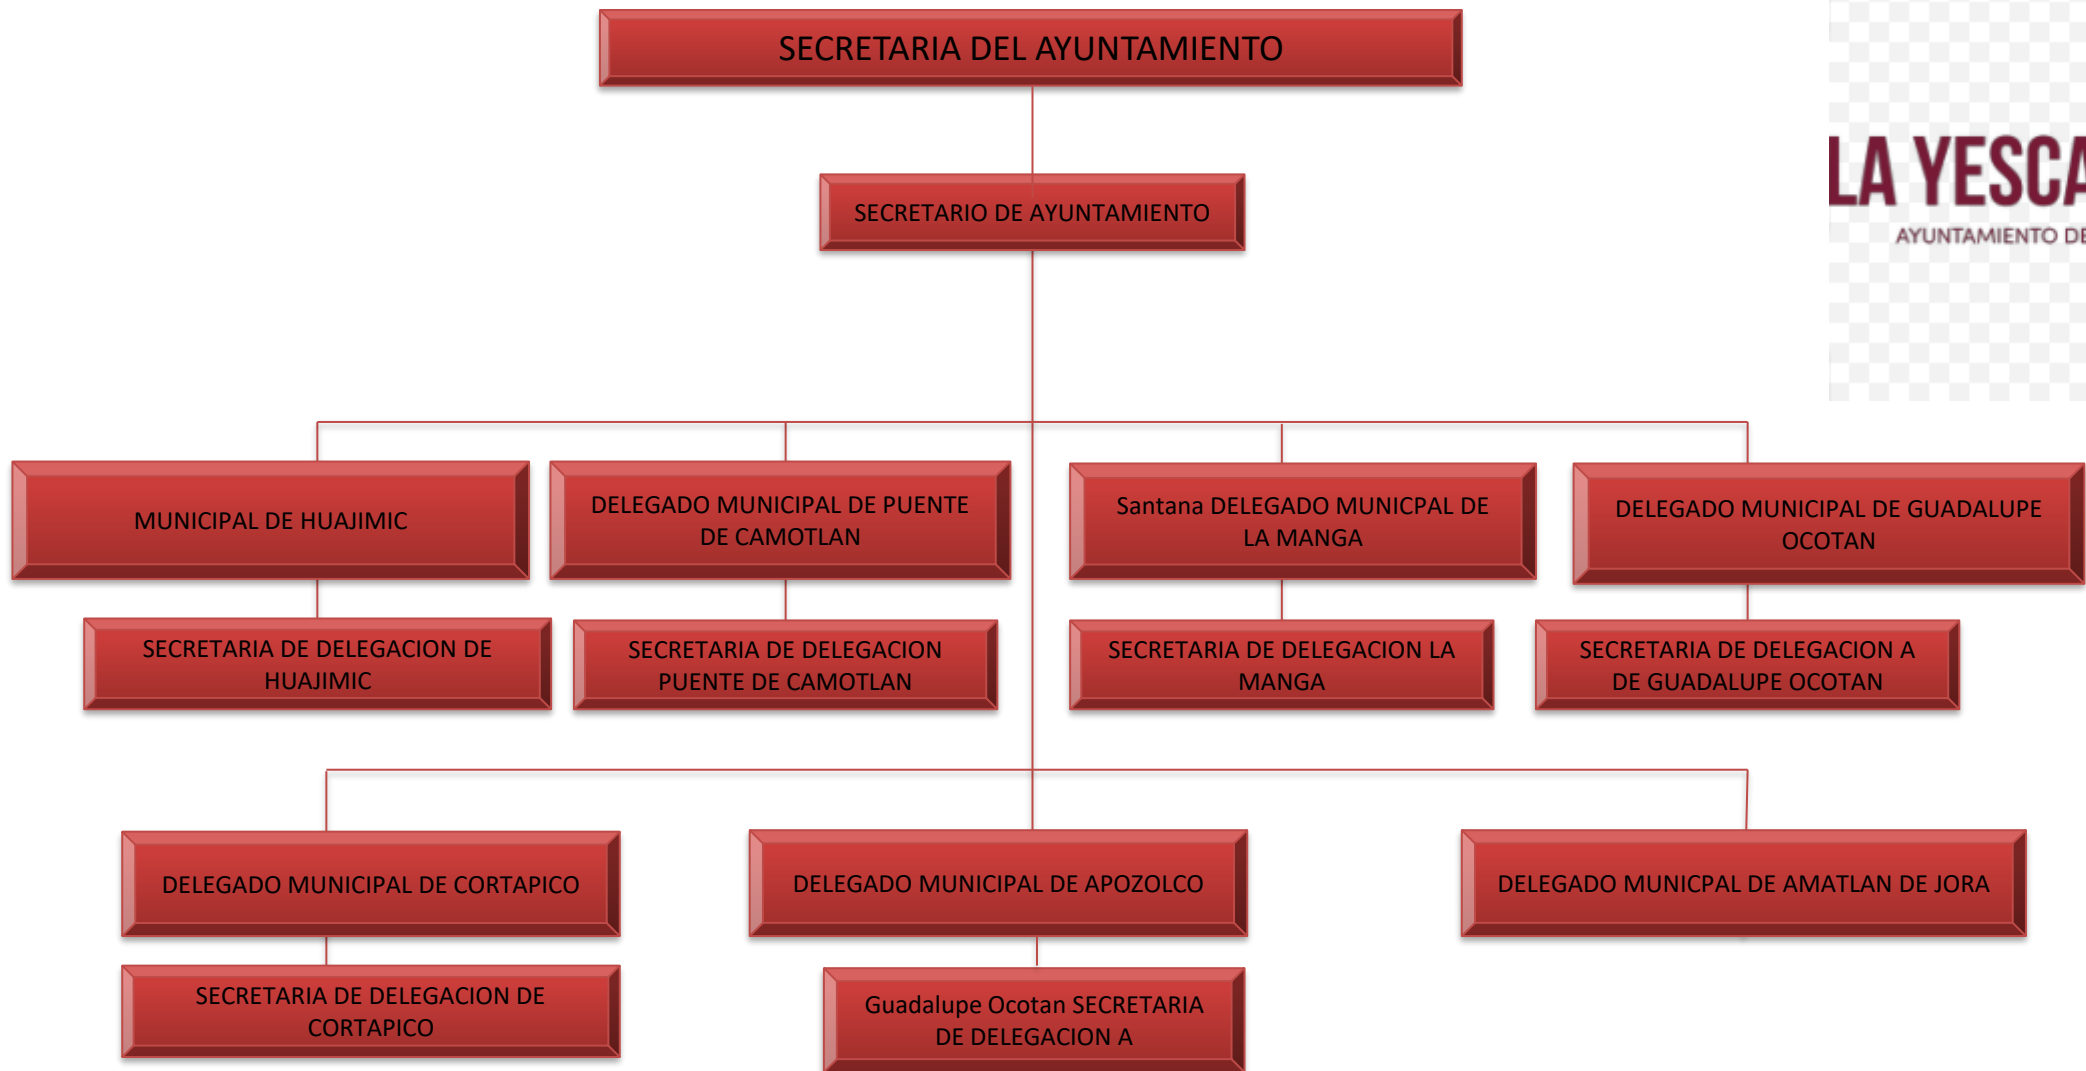 SECRETARIA DEL AYUNTAMIENTO
LA YESCA
AYUNTAMIENTO DE
SECRETARIO DE AYUNTAMIENTO
MUNICIPAL DE HUAJIMIC
DELEGADO MUNICIPAL DE PUENTE
DE CAMOTLAN
Santana DELEGADO MUNICPAL DE
LA MANGA
DELEGADO MUNICIPAL DE GUADALUPE
OCOTAN
SECRETARIA DE DELEGACION DE
HUAJIMIC
SECRETARIA DE DELEGACION
PUENTE DE CAMOTLAN
SECRETARIA DE DELEGACION LA
MANGA
SECRETARIA DE DELEGACION A
DE GUADALUPE OCOTAN
DELEGADO MUNICIPAL DE CORTAPICO
DELEGADO MUNICIPAL DE APOZOLCO
DELEGADO MUNICPAL DE AMATLAN DE JORA
SECRETARIA DE DELEGACION DE
CORTAPICO
Guadalupe Ocotan SECRETARIA
DE DELEGACION A